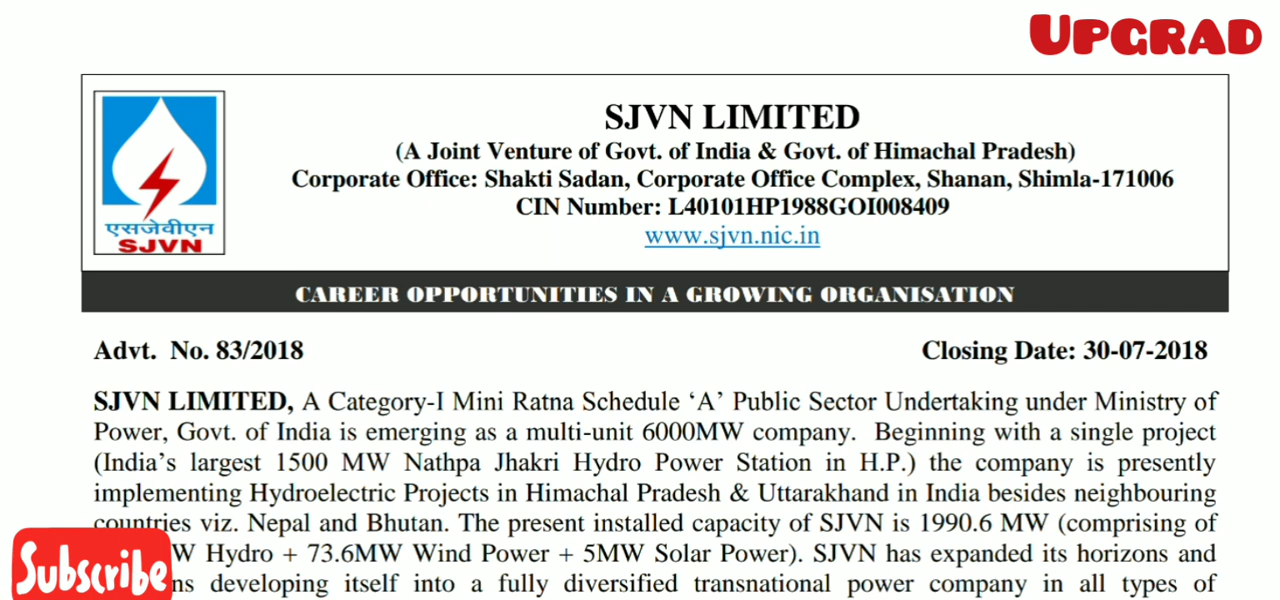 UPGRAD
SJVN LIMITED
(A Joint Venture of Govt. of India & Govt. of Himachal Pradesh)
Corporate Office: Shakti Sadan, Corporate Office Complex, Shanan, Shimla-171006
CIN Number: L40101HP1988GOI008409
www.sjvn.nic.in
एसजेवीएन
SJVN
CAREER OPPORTUNITIES IN A GROWING ORGANISATION
Advt. No. 83/2018 Closing Date: 30-07-2018
SJVN LIMITED, A Category-I Mini Ratna Schedule ‘A’ Public Sector Undertaking under Ministry of
Power, Govt. of India is emerging as a multi-unit 6000MW company. Beginning with a single project
(India’s largest 1500 MW Nathpa Jhakri Hydro Power Station in H.P.) the company is presently
implementing Hydroelectric Projects in Himachal Pradesh & Uttarakhand in India besides neighbouring
countries viz. Nepal and Bhutan. The present installed capacity of SJVN is 1990.6 MW (comprising of
Hydro + 73.6MW Wind Power + 5MW Solar Power). SJVN has expanded its horizons and
developing itself into a fully diversified transnational power company in all types of
Subscribe